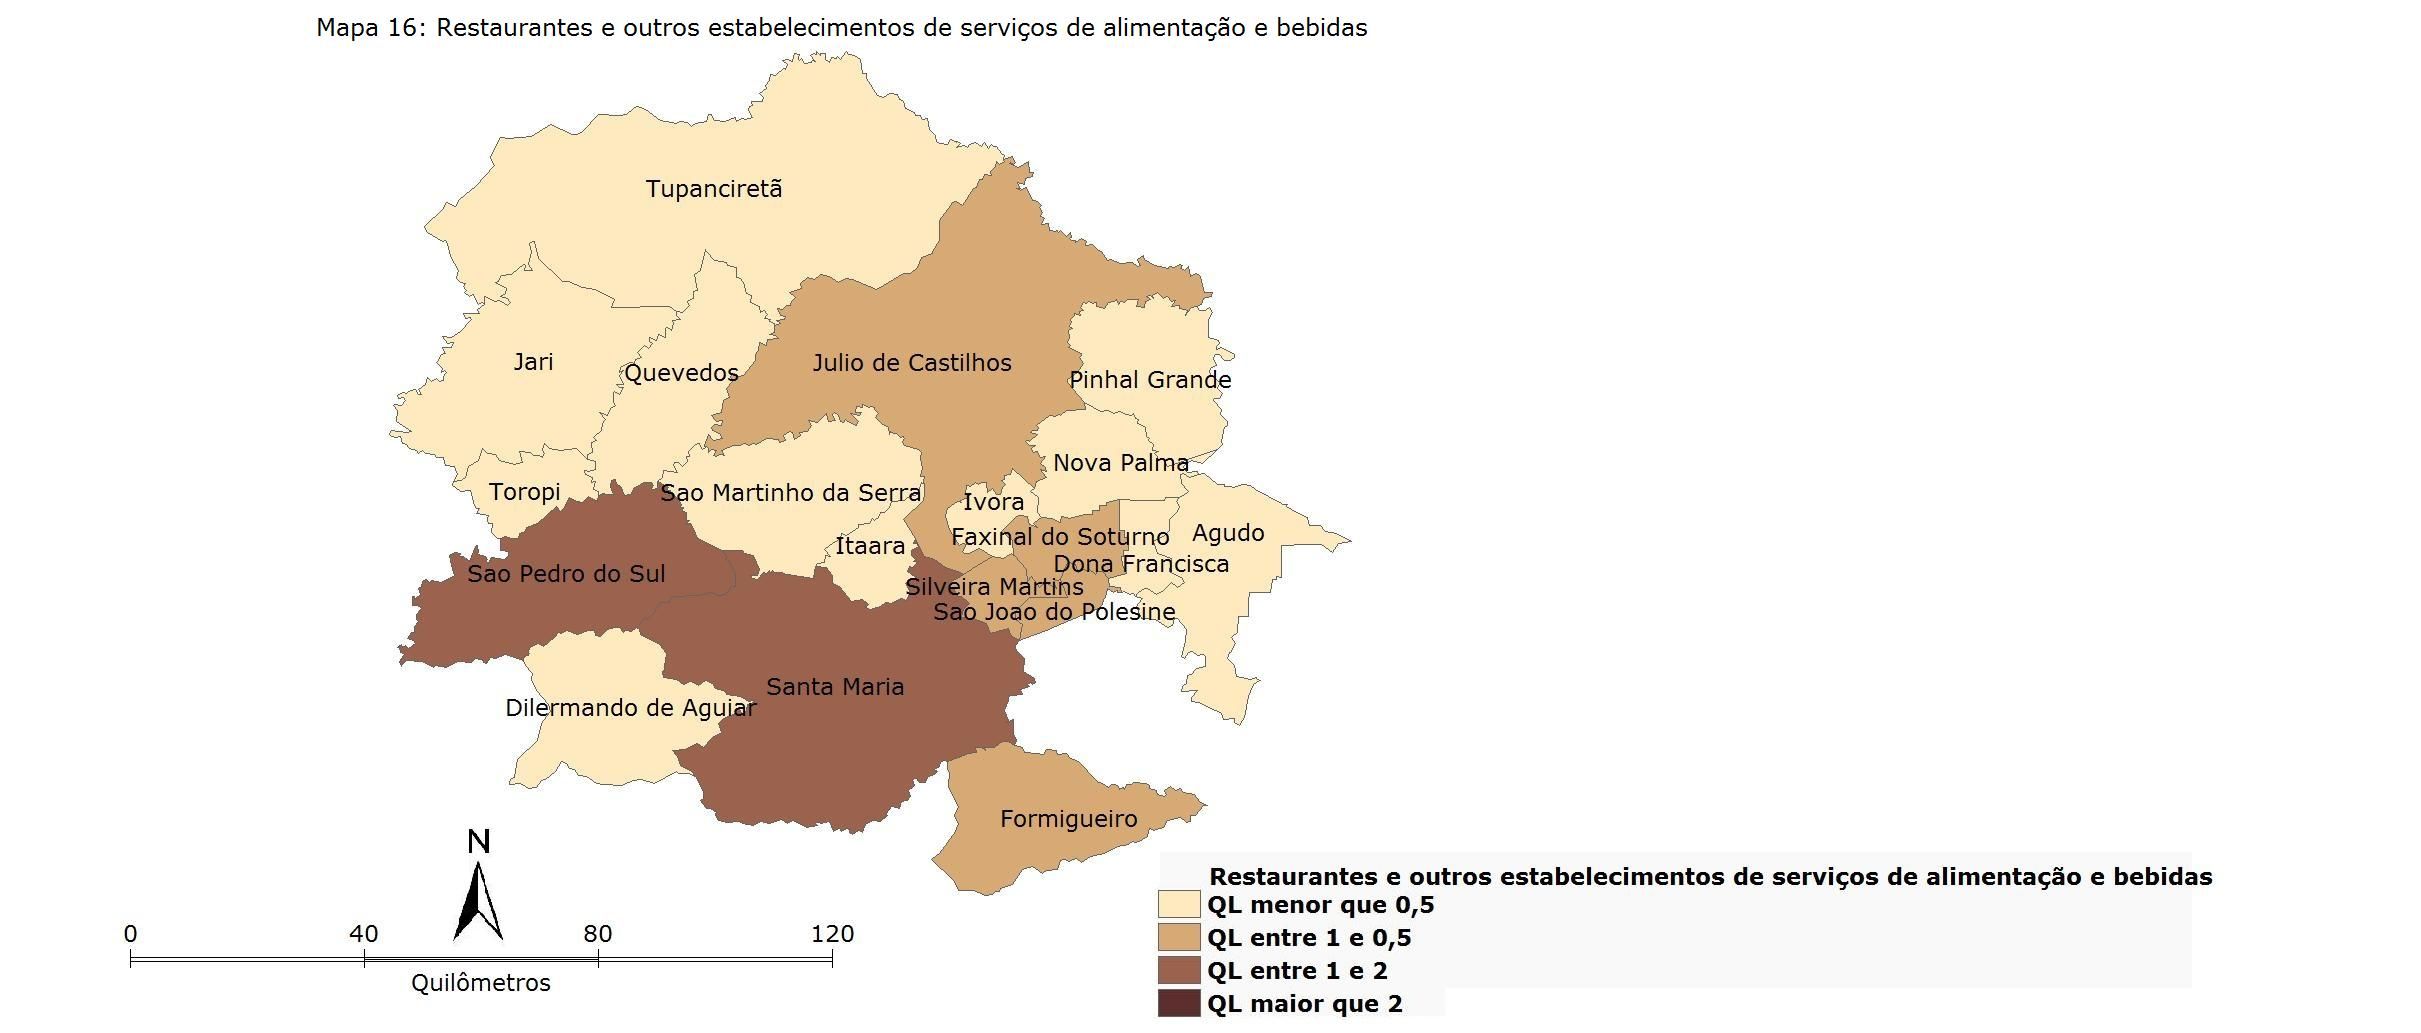 Mapa 16: Restaurantes e outros estabelecimentos de serviços de alimentação e bebidas
Tupanciretã
Jari
Quevedos
Julio de Castilhos
Pinhal Grande
Nova Palma
Toropi
Sao Martinho da Serra
Ivora
Faxinal do Soturno
Agudo
Itaara
Dona Francisca
Sao Pedro do Sul
Silveira Martins
Sao Joao do Polesine
Santa Maria
Dilermando de Aguiar
Formigueiro
N
0 40 80 120
Quilômetros
Restaurantes e outros estabelecimentos de serviços de alimentação e bebidas
QL menor que 0,5
QL entre 1 e 0,5
QL entre 1 e 2
QL maior que 2